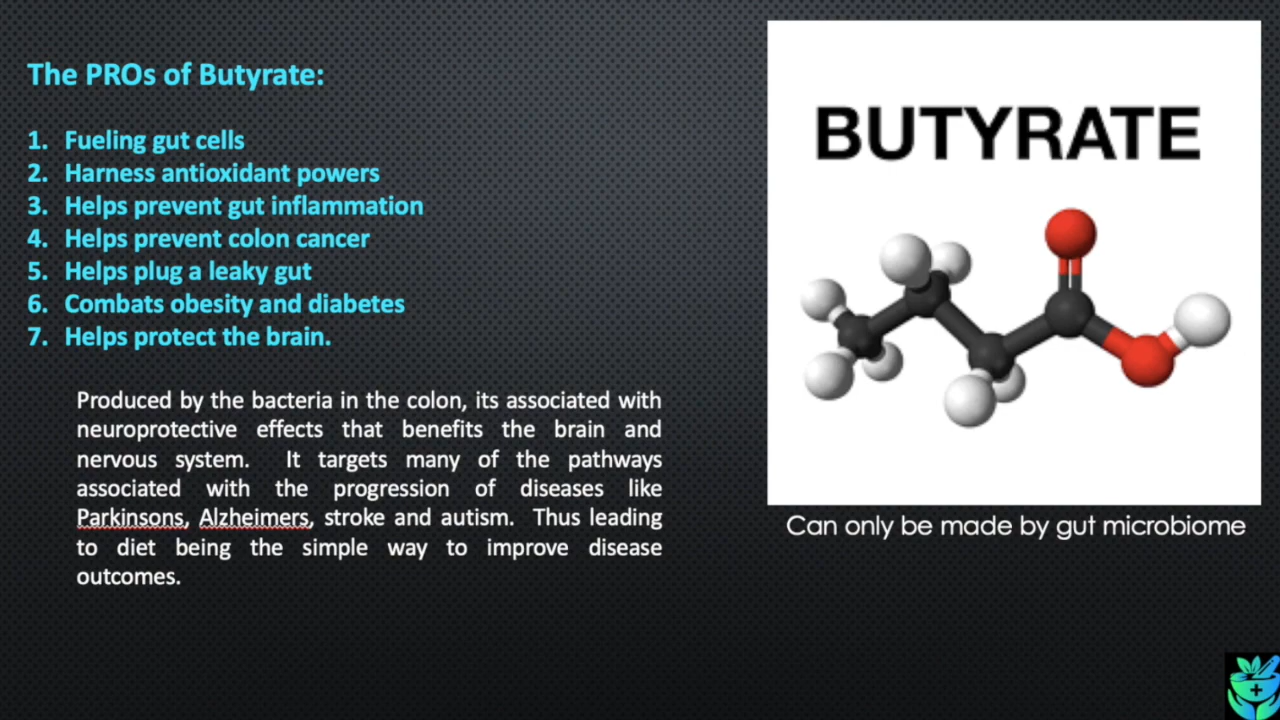 The PROs of Butyrate:
1. Fueling gut cells
2. Harness antioxidant powers
3. Helps prevent gut inflammation
4. Helps prevent colon cancer
5. Helps plug a leaky gut
6. Combats obesity and diabetes
7. Helps protect the brain.
Produced by the bacteria in the colon, its associated with
neuroprotective effects that benefits the brain and
nervous system. It targets many of the pathways
associated with the progression of diseases like
Parkinsons, Alzheimers, stroke and autism. Thus leading
to diet being the simple way to improve disease
outcomes.
BUTYRATE
Can only be made by gut microbiome